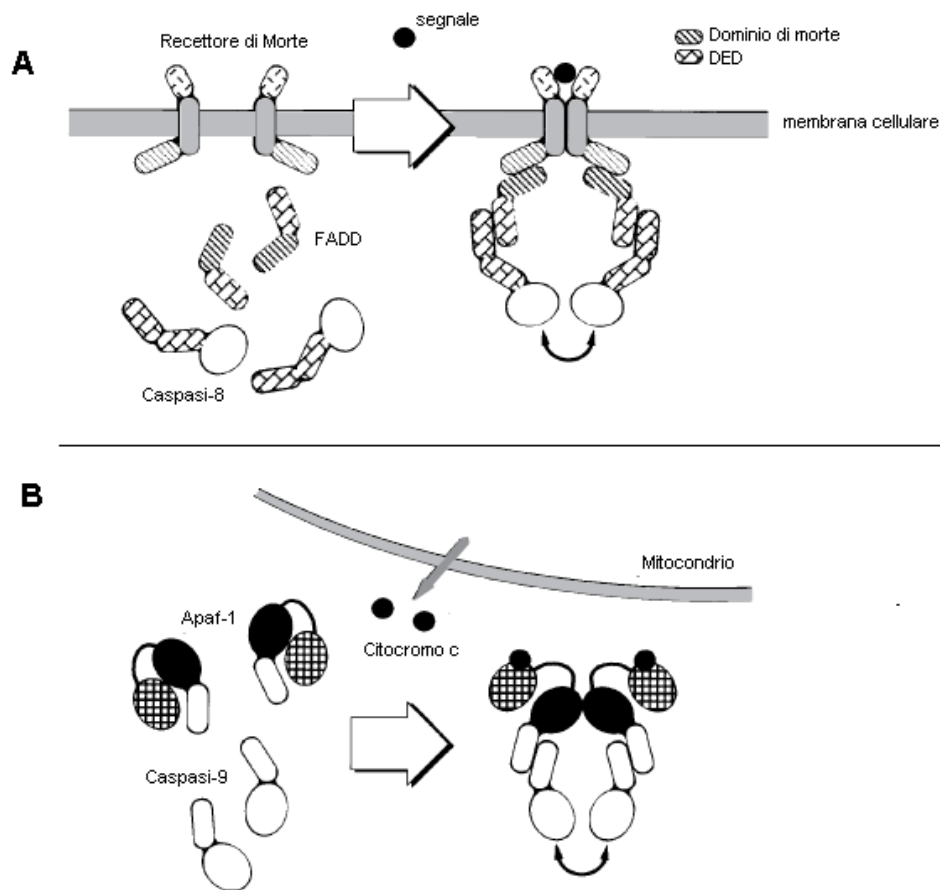 A
Recettore di Morte
segnale
Dominio di morte
DED
membrana cellulare
FADD
Caspasi-8
B
Mitocondrio
Apaf-1
Citocromo c
Caspasi-9